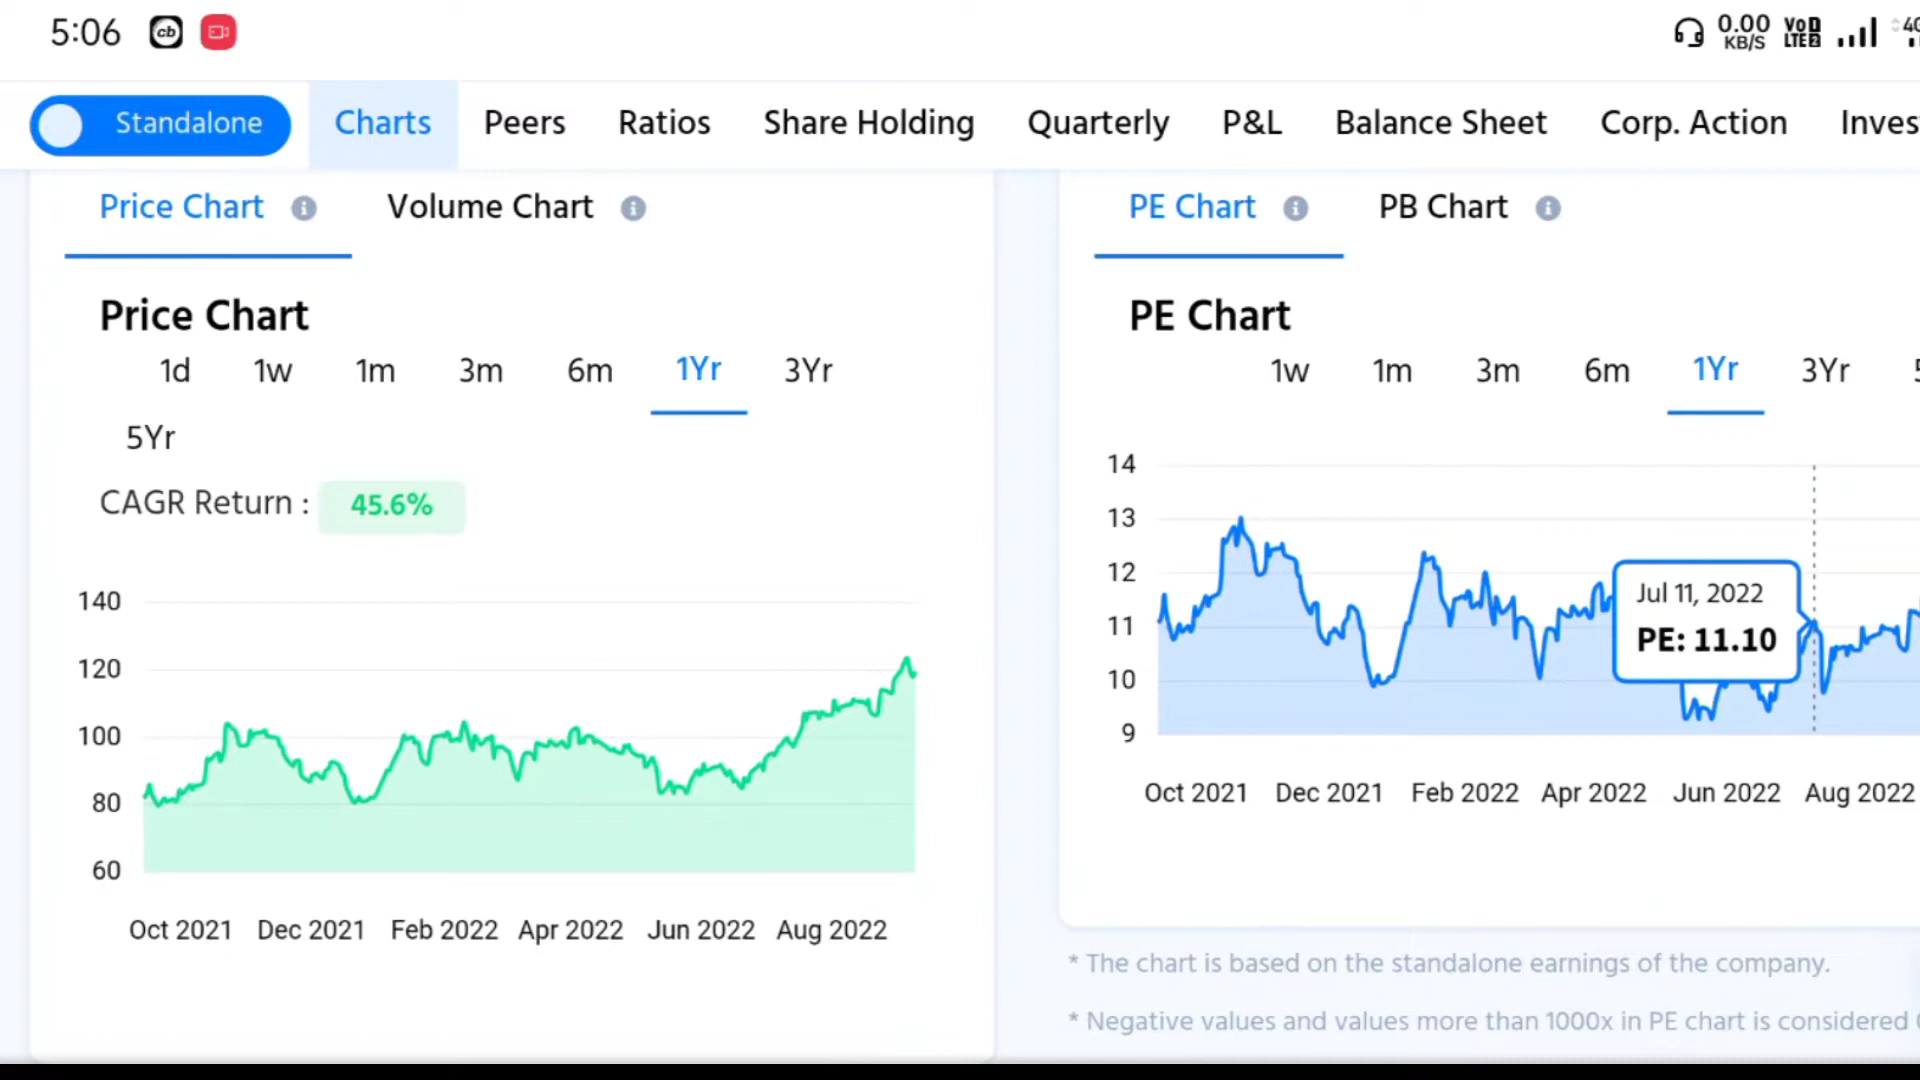 5:06 cb 0.00 KB/S VoD LTE2 4G
Standalone Charts Peers Ratios Share Holding Quarterly P&L Balance Sheet Corp. Action Inves
Price Chart Volume Chart
PE Chart PB Chart
Price Chart
1d 1w 1m 3m 6m 1Yr 3Yr
5Yr
CAGR Return : 45.6%
140
120
100
80
60
Oct 2021 Dec 2021 Feb 2022 Apr 2022 Jun 2022 Aug 2022
PE Chart
1w 1m 3m 6m 1Yr 3Yr 5
14
13
12
11
10
9
Jul 11, 2022
PE: 11.10
Oct 2021 Dec 2021 Feb 2022 Apr 2022 Jun 2022 Aug 2022
* The chart is based on the standalone earnings of the company.
* Negative values and values more than 1000x in PE chart is considered